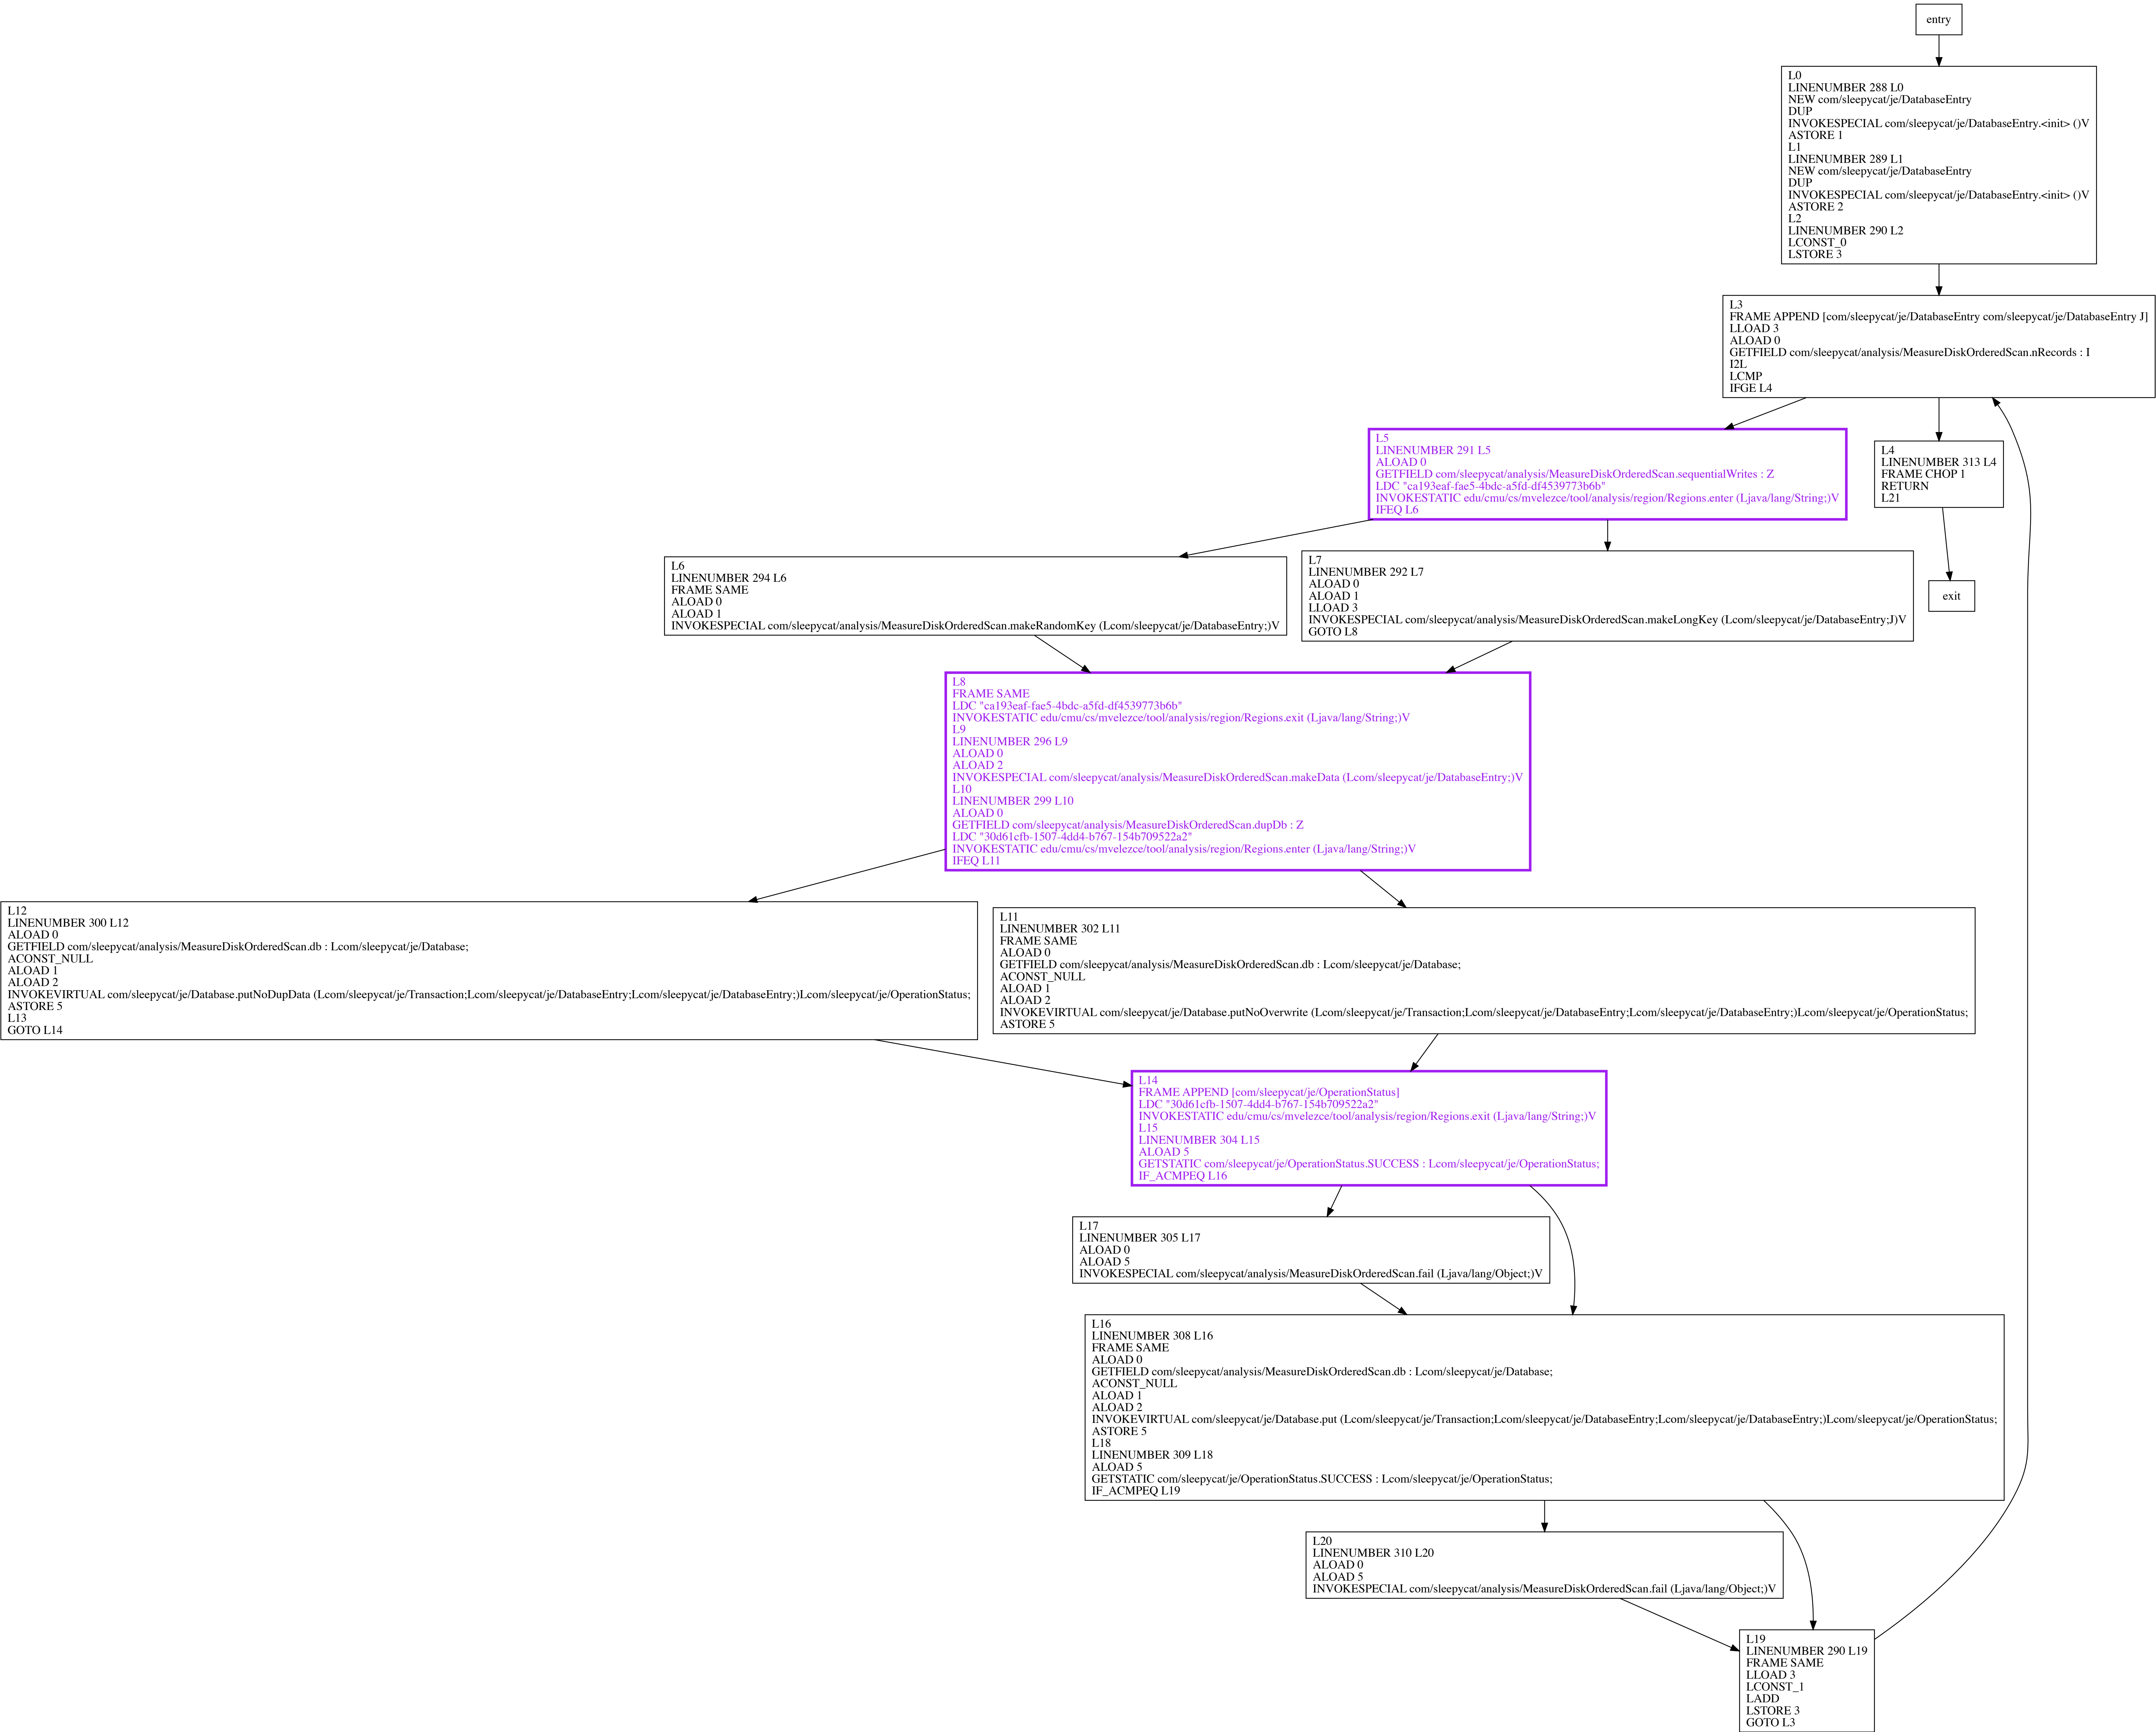 entry
L0
LINENUMBER 288 L0
NEW com/sleepycat/je/DatabaseEntry
DUP
INVOKESPECIAL com/sleepycat/je/DatabaseEntry.<init> ()V
ASTORE 1
L1
LINENUMBER 289 L1
NEW com/sleepycat/je/DatabaseEntry
DUP
INVOKESPECIAL com/sleepycat/je/DatabaseEntry.<init> ()V
ASTORE 2
L2
LINENUMBER 290 L2
LCONST_0
LSTORE 3
L3
FRAME APPEND [com/sleepycat/je/DatabaseEntry com/sleepycat/je/DatabaseEntry J]
LLOAD 3
ALOAD 0
GETFIELD com/sleepycat/analysis/MeasureDiskOrderedScan.nRecords : I
I2L
LCMP
IFGE L4
L5
LINENUMBER 291 L5
ALOAD 0
GETFIELD com/sleepycat/analysis/MeasureDiskOrderedScan.sequentialWrites : Z
LDC "ca193eaf-fae5-4bdc-a5fd-df4539773b6b"
INVOKESTATIC edu/cmu/cs/mvelezce/tool/analysis/region/Regions.enter (Ljava/lang/String;)V
IFEQ L6
L4
LINENUMBER 313 L4
FRAME CHOP 1
RETURN
L21
L6
LINENUMBER 294 L6
FRAME SAME
ALOAD 0
ALOAD 1
INVOKESPECIAL com/sleepycat/analysis/MeasureDiskOrderedScan.makeRandomKey (Lcom/sleepycat/je/DatabaseEntry;)V
L7
LINENUMBER 292 L7
ALOAD 0
ALOAD 1
LLOAD 3
INVOKESPECIAL com/sleepycat/analysis/MeasureDiskOrderedScan.makeLongKey (Lcom/sleepycat/je/DatabaseEntry;J)V
GOTO L8
exit
L8
FRAME SAME
LDC "ca193eaf-fae5-4bdc-a5fd-df4539773b6b"
INVOKESTATIC edu/cmu/cs/mvelezce/tool/analysis/region/Regions.exit (Ljava/lang/String;)V
L9
LINENUMBER 296 L9
ALOAD 0
ALOAD 2
INVOKESPECIAL com/sleepycat/analysis/MeasureDiskOrderedScan.makeData (Lcom/sleepycat/je/DatabaseEntry;)V
L10
LINENUMBER 299 L10
ALOAD 0
GETFIELD com/sleepycat/analysis/MeasureDiskOrderedScan.dupDb : Z
LDC "30d61cfb-1507-4dd4-b767-154b709522a2"
INVOKESTATIC edu/cmu/cs/mvelezce/tool/analysis/region/Regions.enter (Ljava/lang/String;)V
IFEQ L11
L12
LINENUMBER 300 L12
ALOAD 0
GETFIELD com/sleepycat/analysis/MeasureDiskOrderedScan.db : Lcom/sleepycat/je/Database;
ACONST_NULL
ALOAD 1
ALOAD 2
INVOKEVIRTUAL com/sleepycat/je/Database.putNoDupData (Lcom/sleepycat/je/Transaction;Lcom/sleepycat/je/DatabaseEntry;Lcom/sleepycat/je/DatabaseEntry;)Lcom/sleepycat/je/OperationStatus;
ASTORE 5
L13
GOTO L14
L11
LINENUMBER 302 L11
FRAME SAME
ALOAD 0
GETFIELD com/sleepycat/analysis/MeasureDiskOrderedScan.db : Lcom/sleepycat/je/Database;
ACONST_NULL
ALOAD 1
ALOAD 2
INVOKEVIRTUAL com/sleepycat/je/Database.putNoOverwrite (Lcom/sleepycat/je/Transaction;Lcom/sleepycat/je/DatabaseEntry;Lcom/sleepycat/je/DatabaseEntry;)Lcom/sleepycat/je/OperationStatus;
ASTORE 5
L14
FRAME APPEND [com/sleepycat/je/OperationStatus]
LDC "30d61cfb-1507-4dd4-b767-154b709522a2"
INVOKESTATIC edu/cmu/cs/mvelezce/tool/analysis/region/Regions.exit (Ljava/lang/String;)V
L15
LINENUMBER 304 L15
ALOAD 5
GETSTATIC com/sleepycat/je/OperationStatus.SUCCESS : Lcom/sleepycat/je/OperationStatus;
IF_ACMPEQ L16
L17
LINENUMBER 305 L17
ALOAD 0
ALOAD 5
INVOKESPECIAL com/sleepycat/analysis/MeasureDiskOrderedScan.fail (Ljava/lang/Object;)V
L16
LINENUMBER 308 L16
FRAME SAME
ALOAD 0
GETFIELD com/sleepycat/analysis/MeasureDiskOrderedScan.db : Lcom/sleepycat/je/Database;
ACONST_NULL
ALOAD 1
ALOAD 2
INVOKEVIRTUAL com/sleepycat/je/Database.put (Lcom/sleepycat/je/Transaction;Lcom/sleepycat/je/DatabaseEntry;Lcom/sleepycat/je/DatabaseEntry;)Lcom/sleepycat/je/OperationStatus;
ASTORE 5
L18
LINENUMBER 309 L18
ALOAD 5
GETSTATIC com/sleepycat/je/OperationStatus.SUCCESS : Lcom/sleepycat/je/OperationStatus;
IF_ACMPEQ L19
L20
LINENUMBER 310 L20
ALOAD 0
ALOAD 5
INVOKESPECIAL com/sleepycat/analysis/MeasureDiskOrderedScan.fail (Ljava/lang/Object;)V
L19
LINENUMBER 290 L19
FRAME SAME
LLOAD 3
LCONST_1
LADD
LSTORE 3
GOTO L3